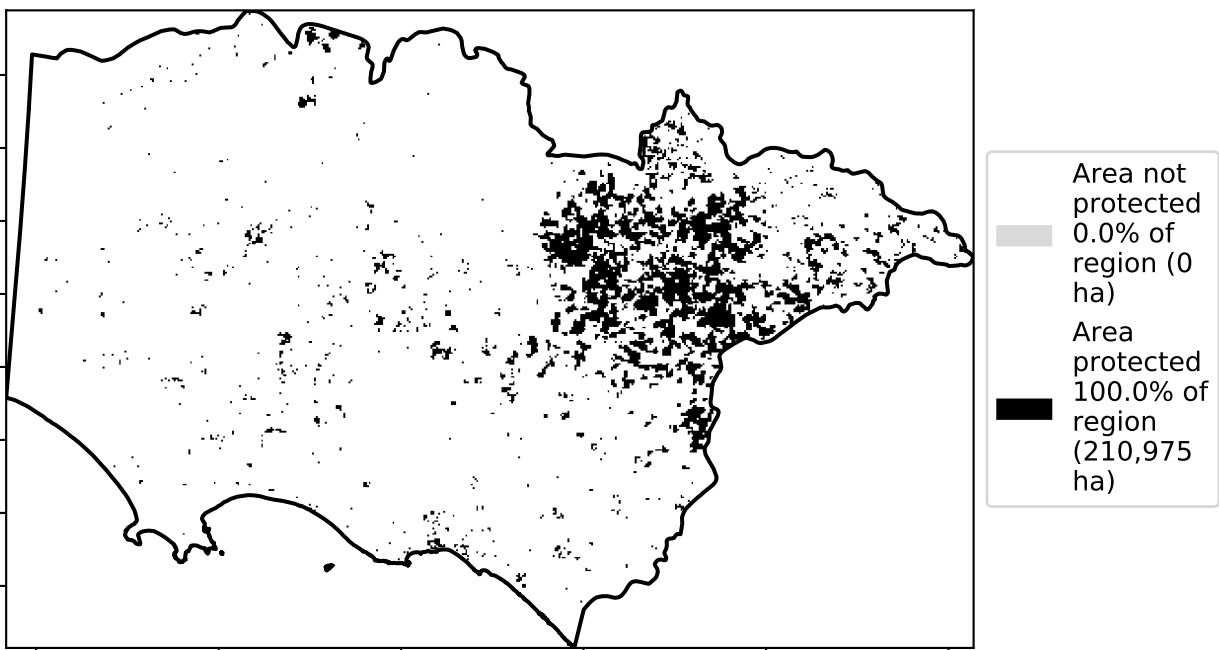 Area not
protected
0.0% of
region (0
ha)
Area
protected
100.0% of
region
(210,975
ha)